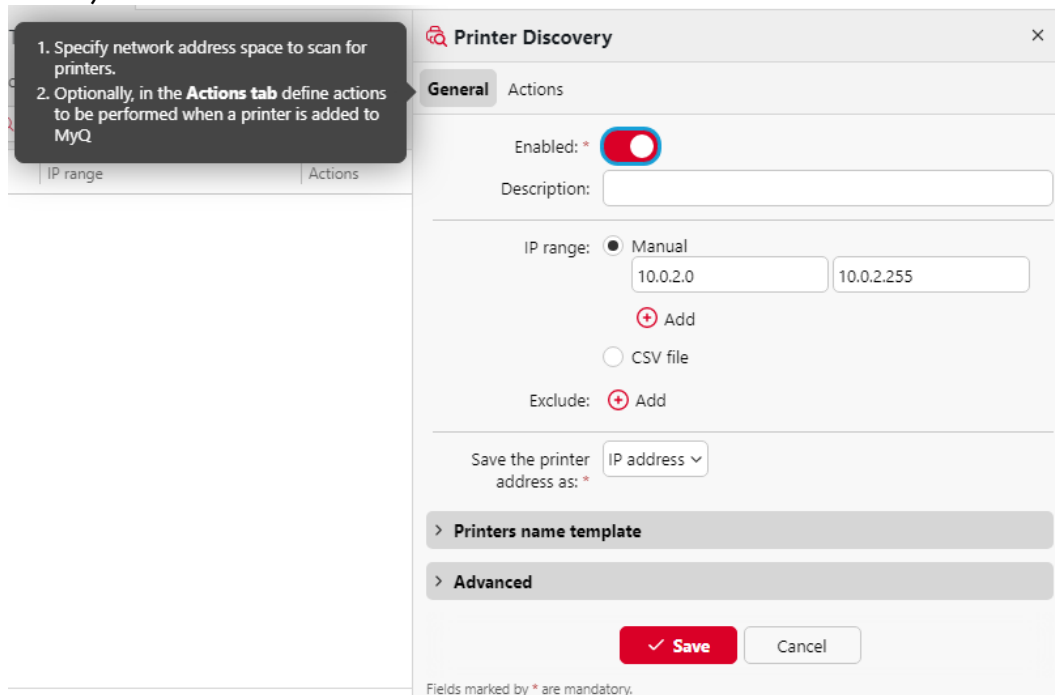 1. Specify network address space to scan for
printers.
2. Optionally, in the Actions tab define actions
to be performed when a printer is added to
MyQ
IP range
Actions
Printer Discovery
General
Actions
Enabled: *
Description:
IP range:
Manual
10.0.2.0
10.0.2.255
Add
CSV file
Exclude:
Add
Save the printer
address as: *
IP address
Printers name template
Advanced
Save
Cancel
Fields marked by * are mandatory.